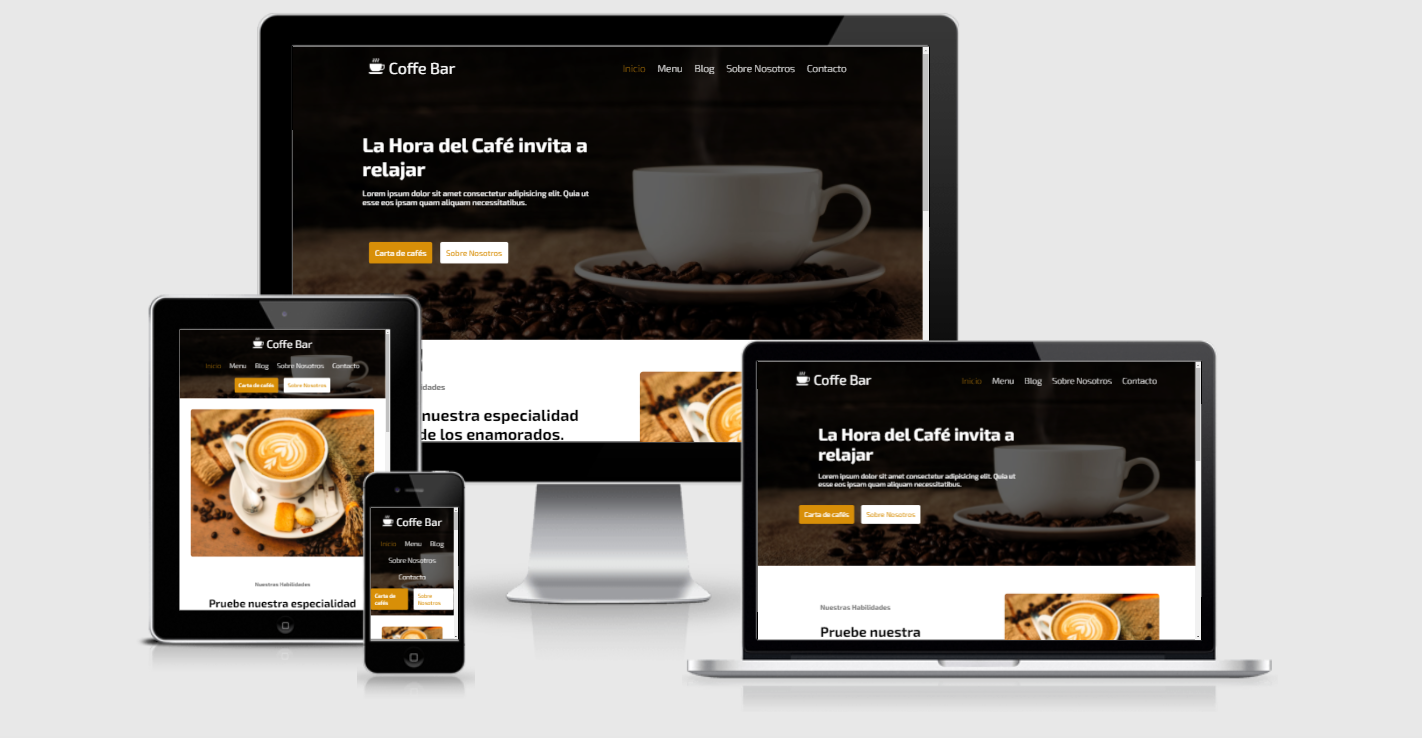 Coffe Bar
Inicio Menu Blog Sobre Nosotros Contacto
La Hora del Café invita a
relajar
Lorem ipsum dolor sit amet consectetur adipisicing elit. Quia ut
esse eos ipsam quam aliquam necessitatibus.
Carta de cafés Sobre Nosotros
dades
nuestra especialidad
de los enamorados.
Coffe Bar
Inicio Menu Blog Sobre Nosotros Contacto
Carta de cafés Sobre Nosotros
Nuestras Habilidades
Pruebe nuestra especialidad
Coffe Bar
Inicio Menu Blog
Sobre Nosotros
Contacto
Carta de
cafés
Sobre
Nosotros
Coffe Bar
Inicio Menu Blog Sobre Nosotros Contacto
La Hora del Café invita a
relajar
Lorem ipsum dolor sit amet consectetur adipisicing elit. Quia ut
esse eos ipsam quam aliquam necessitatibus.
Carta de cafés Sobre Nosotros
Nuestras Habilidades
Pruebe nuestra